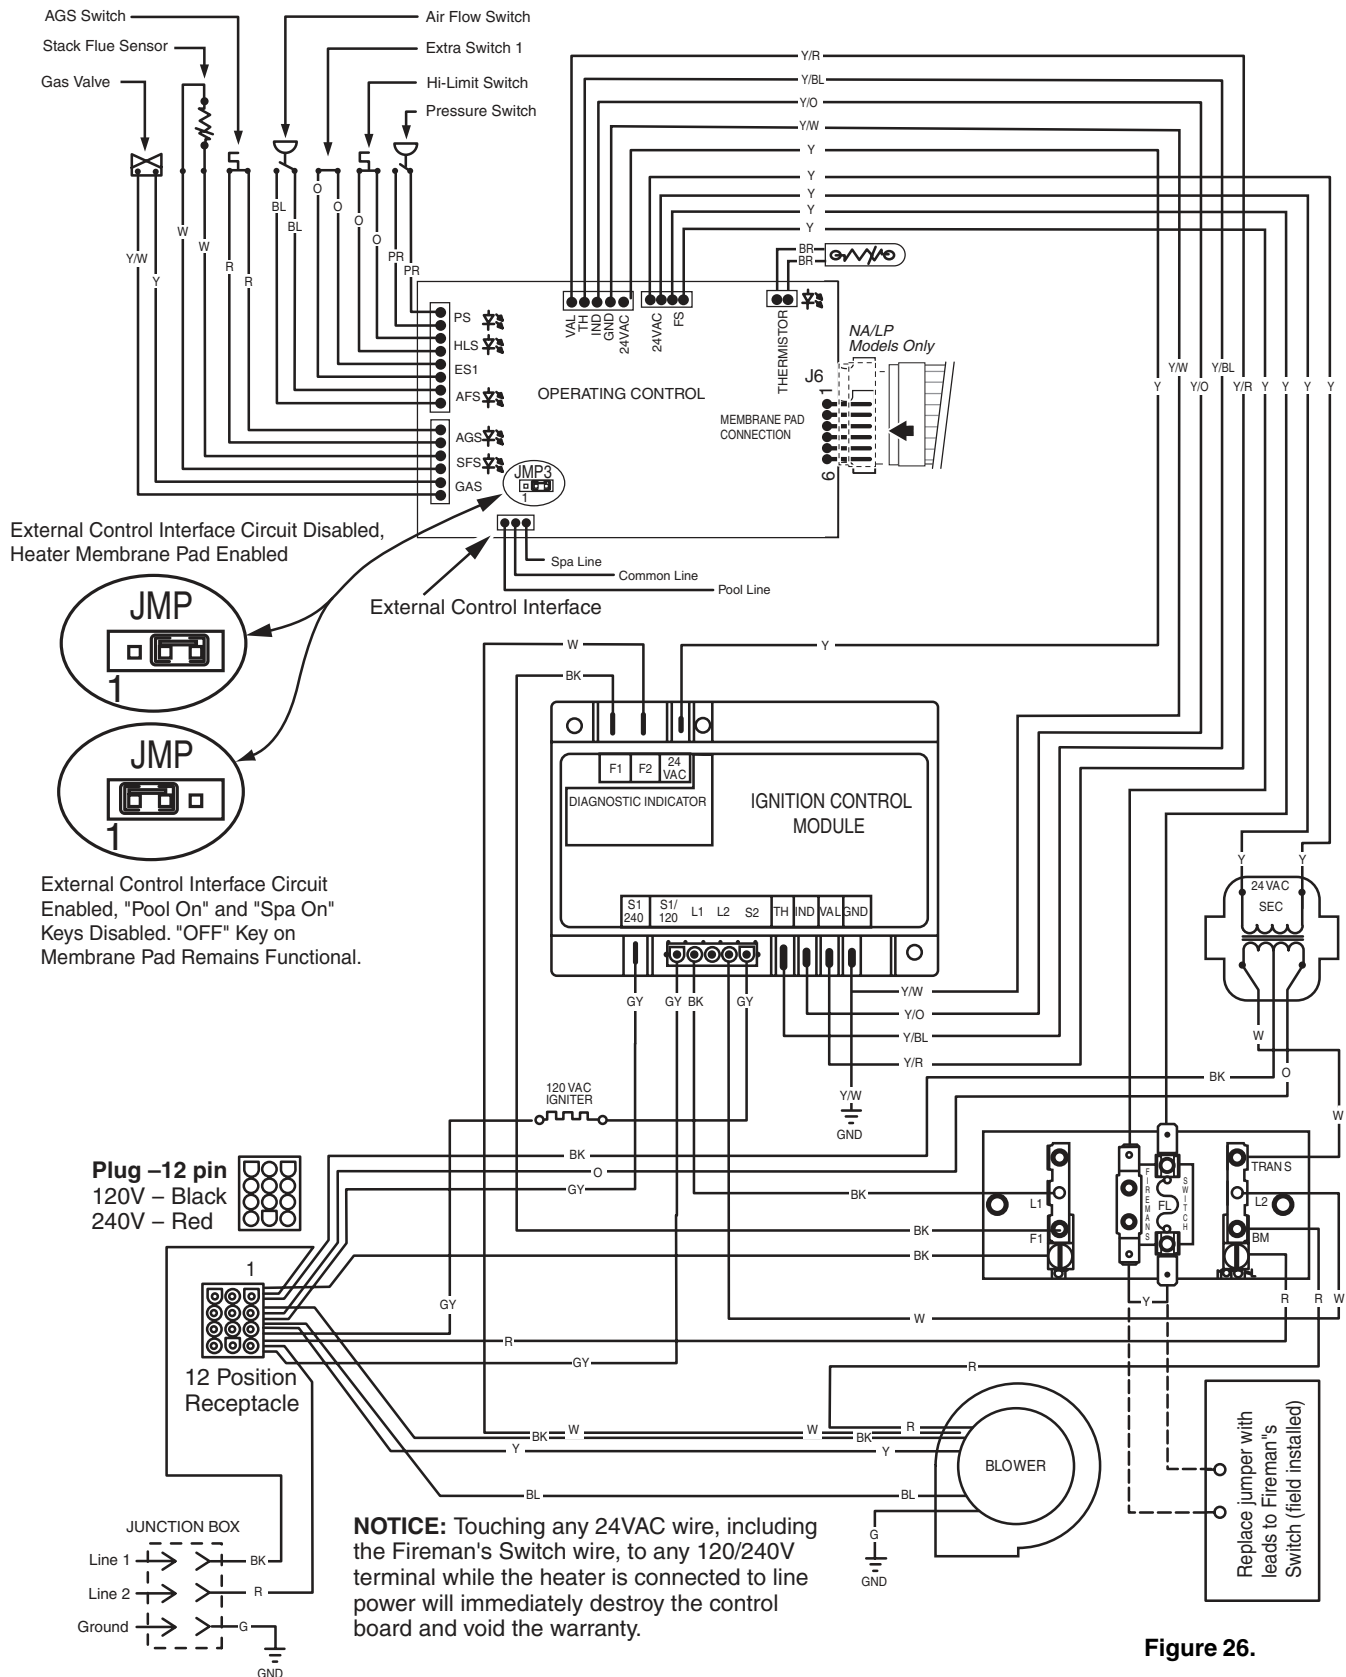 AGS Switch
Stack Flue Sensor
Gas Valve
Air Flow Switch
Extra Switch 1
Hi-Limit Switch
Pressure Switch
Y/R
Y/BL
Y/O
Y/W
Y
Y
Y
Y
Y
BR
BR
O
O
O
O
BL
BL
W
W
R
R
PR
PR
Y/W
Y
PS
HLS
ES1
AFS
AGS
SFS
GAS
VAL
TH
IND
GND
24VAC
24VAC
FS
THERMISTOR
NA/LP
Models Only
J6
1
6
OPERATING CONTROL
MEMBRANE PAD
CONNECTION
JMP3
1
Y
Y/W
Y/O
Y/BL
Y/R
Y
Y
Y
Y
Spa Line
Common Line
Pool Line
External Control Interface
External Control Interface Circuit Disabled,
Heater Membrane Pad Enabled
JMP
1
JMP
1
External Control Interface Circuit
Enabled, "Pool On" and "Spa On"
Keys Disabled. "OFF" Key on
Membrane Pad Remains Functional.
W
BK
Y
F1
F2
24
VAC
DIAGNOSTIC INDICATOR
IGNITION CONTROL
MODULE
S1
240
S1/
120
L1
L2
S2
TH
IND
VAL
GND
GY
GY
BK
GY
Y/W
Y/O
Y/BL
Y/R
Y/W
GND
Y
Y
24 VAC
SEC
W
BK
O
W
120 VAC
IGNITER
BK
O
GY
BK
BK
BK
L1
F1
FIREMANS
FL
SWITCH
TRANS
L2
BM
Plug –12 pin
120V – Black
240V – Red
1
12 Position
Receptacle
GY
W
R
GY
Y
R
R
W
R
W
W
R
BK
BK
Y
Y
BL
BL
BLOWER
G
GND
Replace jumper with
leads to Fireman"s
Switch (field installed)
JUNCTION BOX
Line 1
BK
Line 2
R
Ground
G
GND
NOTICE: Touching any 24VAC wire, including
the Fireman's Switch wire, to any 120/240V
terminal while the heater is connected to line
power will immediately destroy the control
board and void the warranty.
Figure 26.